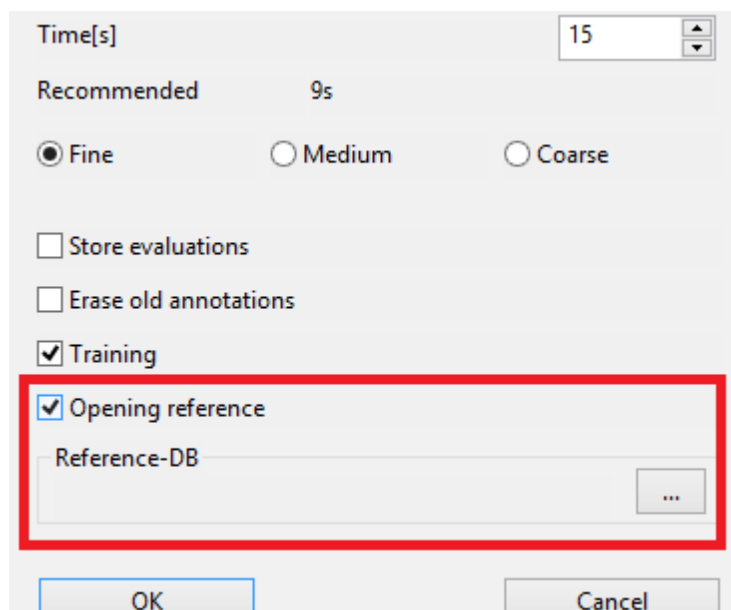 Time[s] 15
Recommended 9s
Fine Medium Coarse
Store evaluations
Erase old annotations
Training
Opening reference
Reference-DB
...
OK Cancel